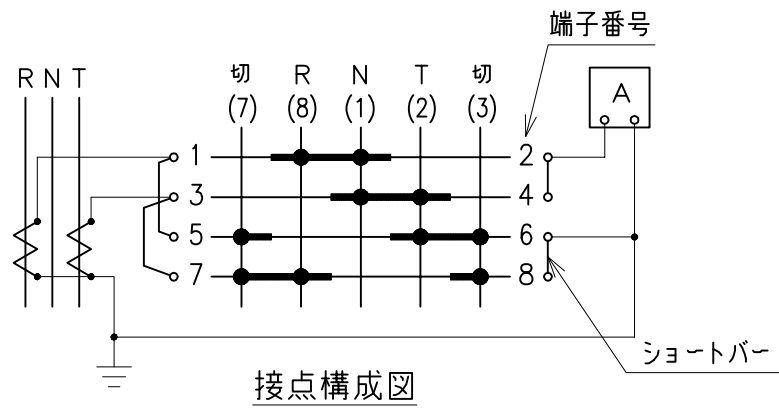 端子番号
R N T
切 R N T 切
(7) (8) (1) (2) (3)
A
1 2
3 4
5 6
7 8
ショートバー
接点構成図